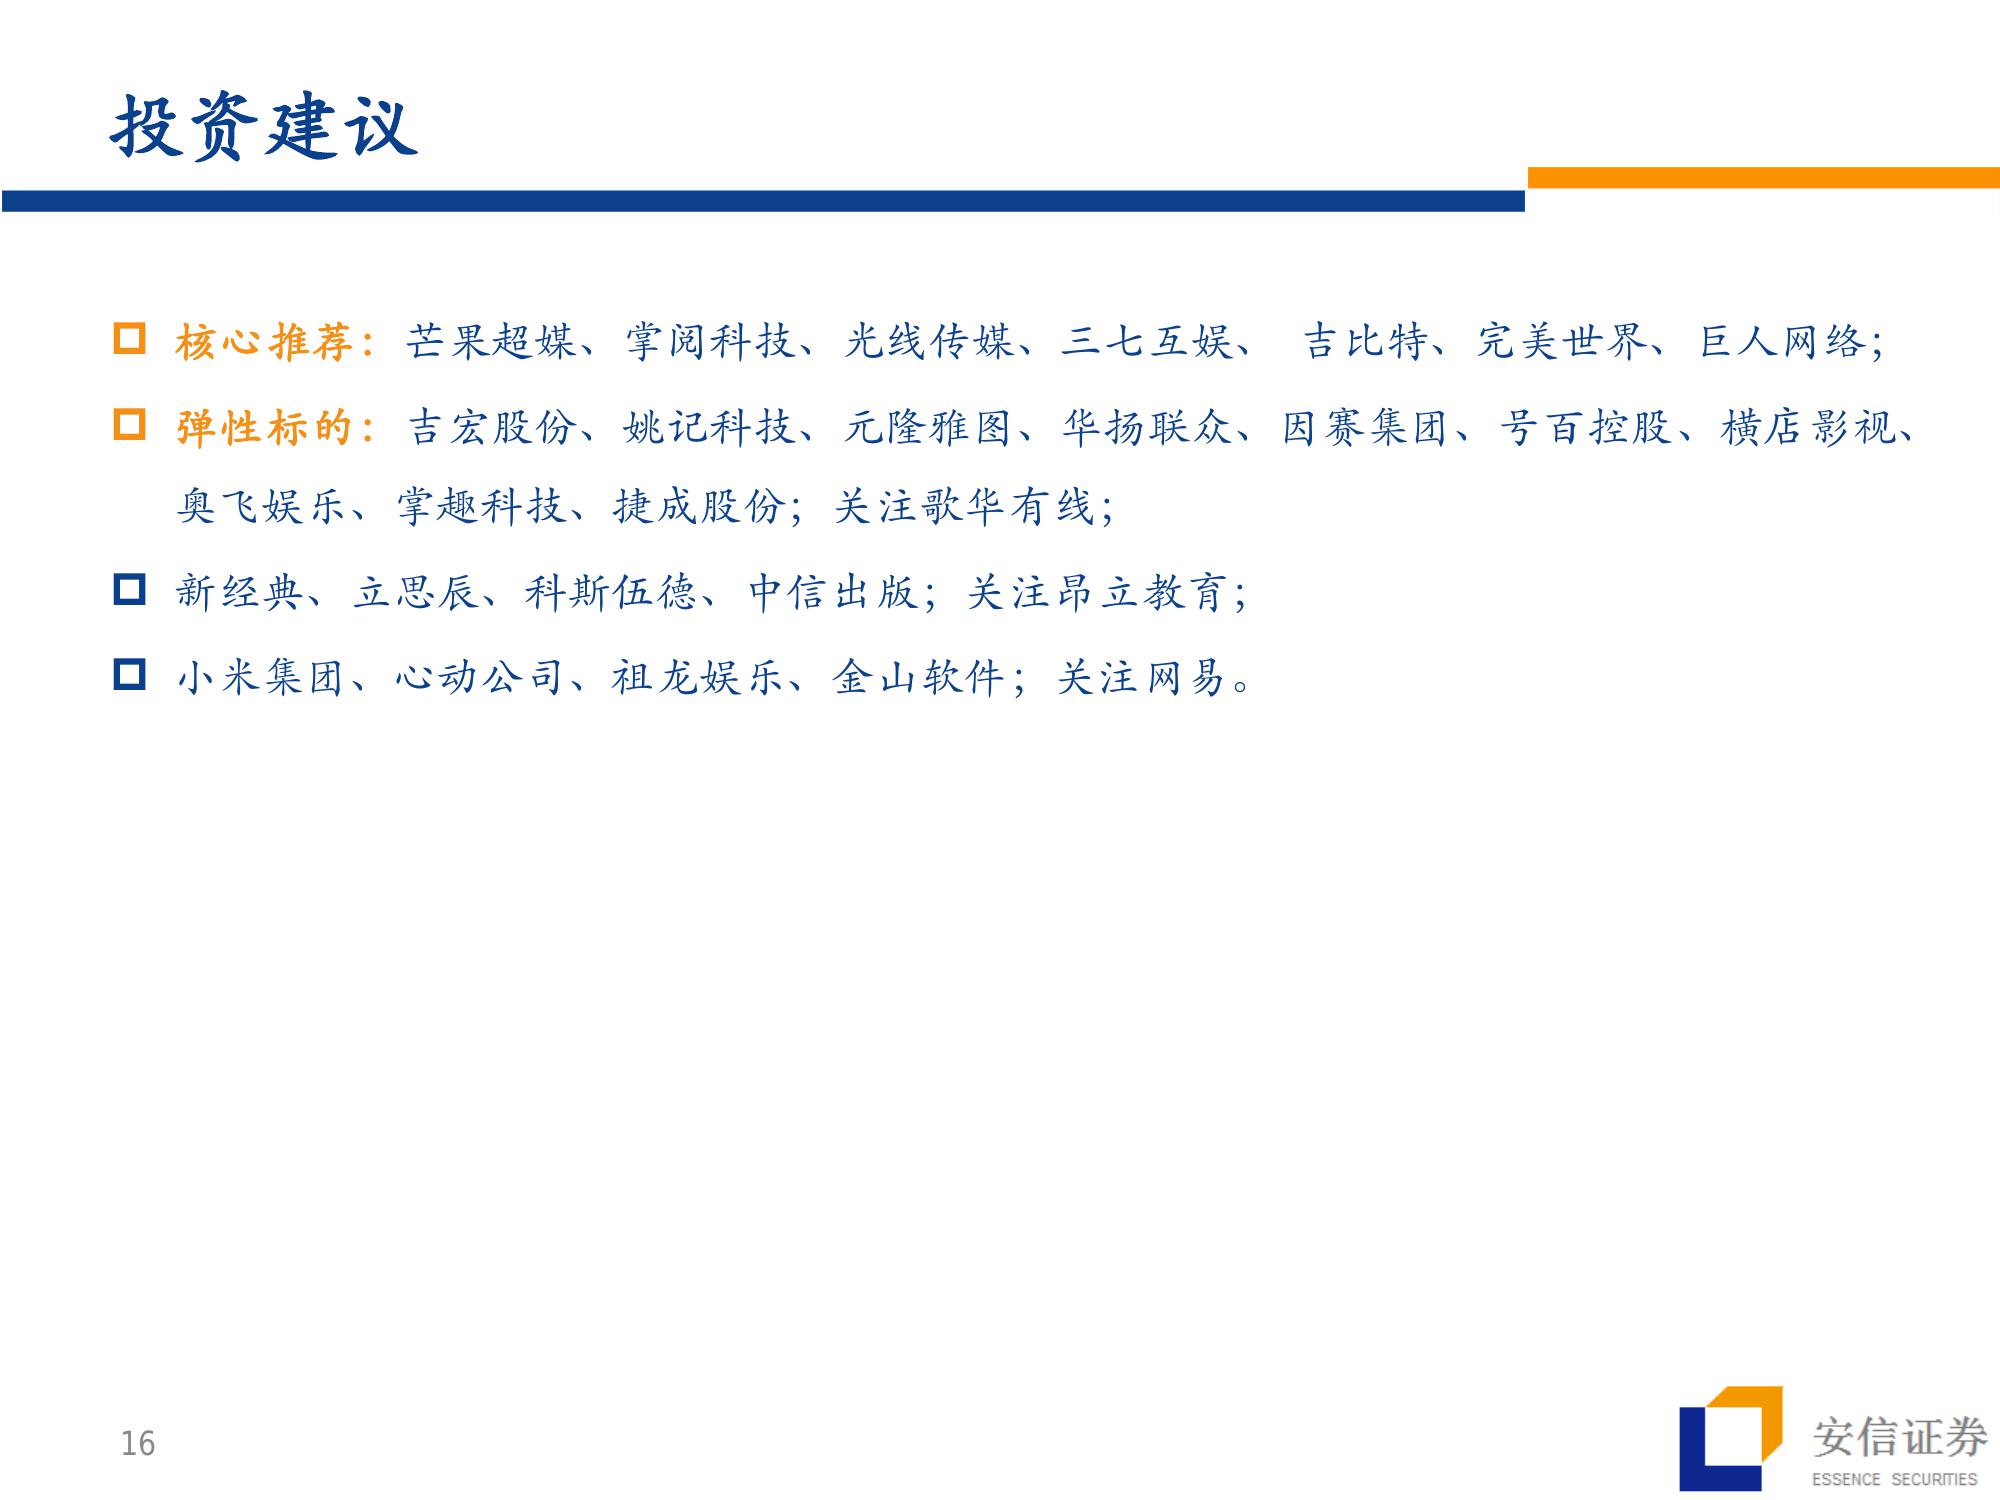 投资建议
核心推荐：芒果超媒、掌阅科技、光线传媒、三七互娱、 吉比特、完美世界、巨人网络；
弹性标的：吉宏股份、姚记科技、元隆雅图、华扬联众、因赛集团、号百控股、横店影视、
奥飞娱乐、掌趣科技、捷成股份；关注歌华有线；
新经典、立思辰、科斯伍德、中信出版；关注昂立教育；
小米集团、心动公司、祖龙娱乐、金山软件；关注网易。
16
安信证券
ESSENCE SECURITIES